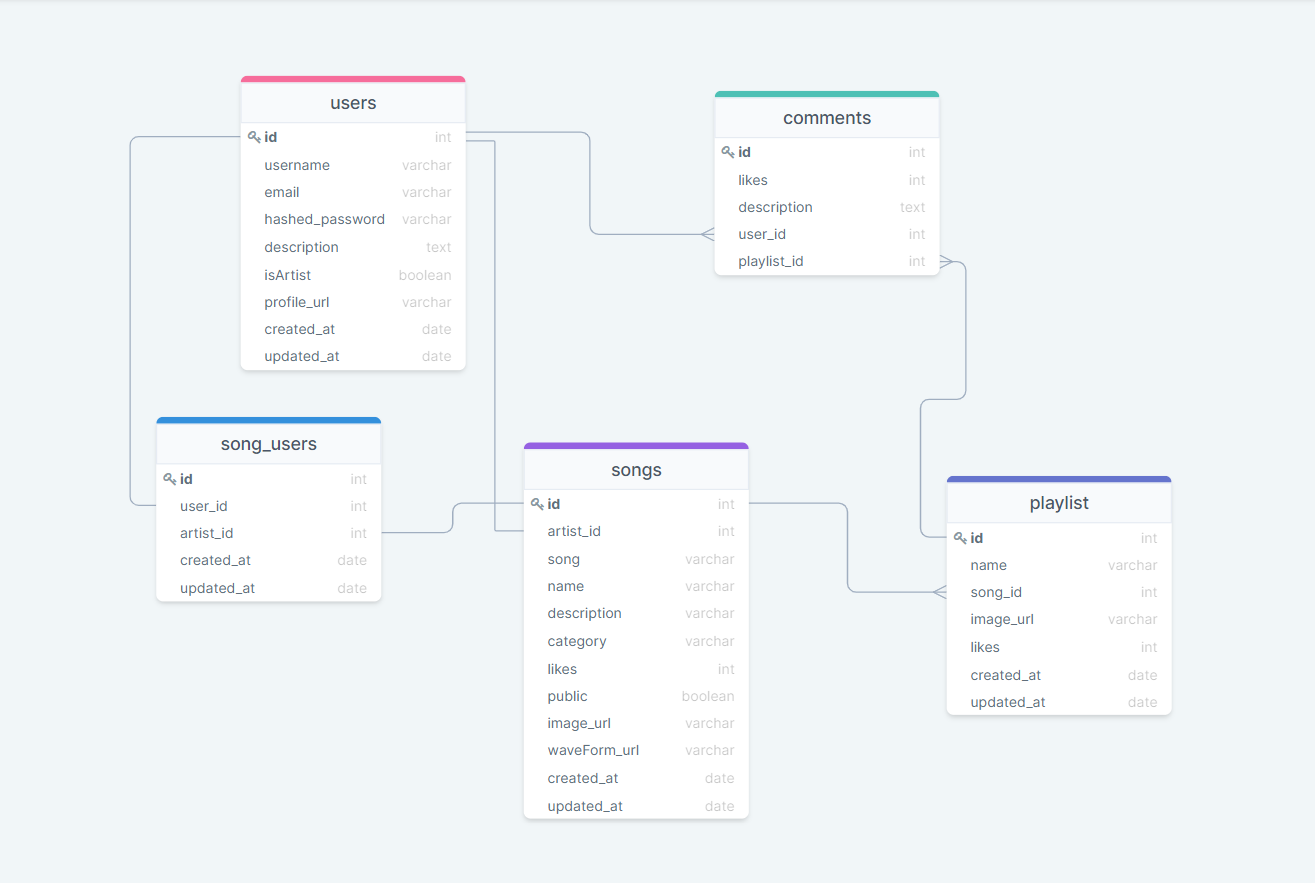 users
id int
username varchar
email varchar
hashed_password varchar
description text
isArtist boolean
profile_url varchar
created_at date
updated_at date
comments
id int
likes int
description text
user_id int
playlist_id int
song_users
id int
user_id int
artist_id int
created_at date
updated_at date
songs
id int
artist_id int
song varchar
name varchar
description varchar
category varchar
likes int
public boolean
image_url varchar
waveForm_url varchar
created_at date
updated_at date
playlist
id int
name varchar
song_id int
image_url varchar
likes int
created_at date
updated_at date